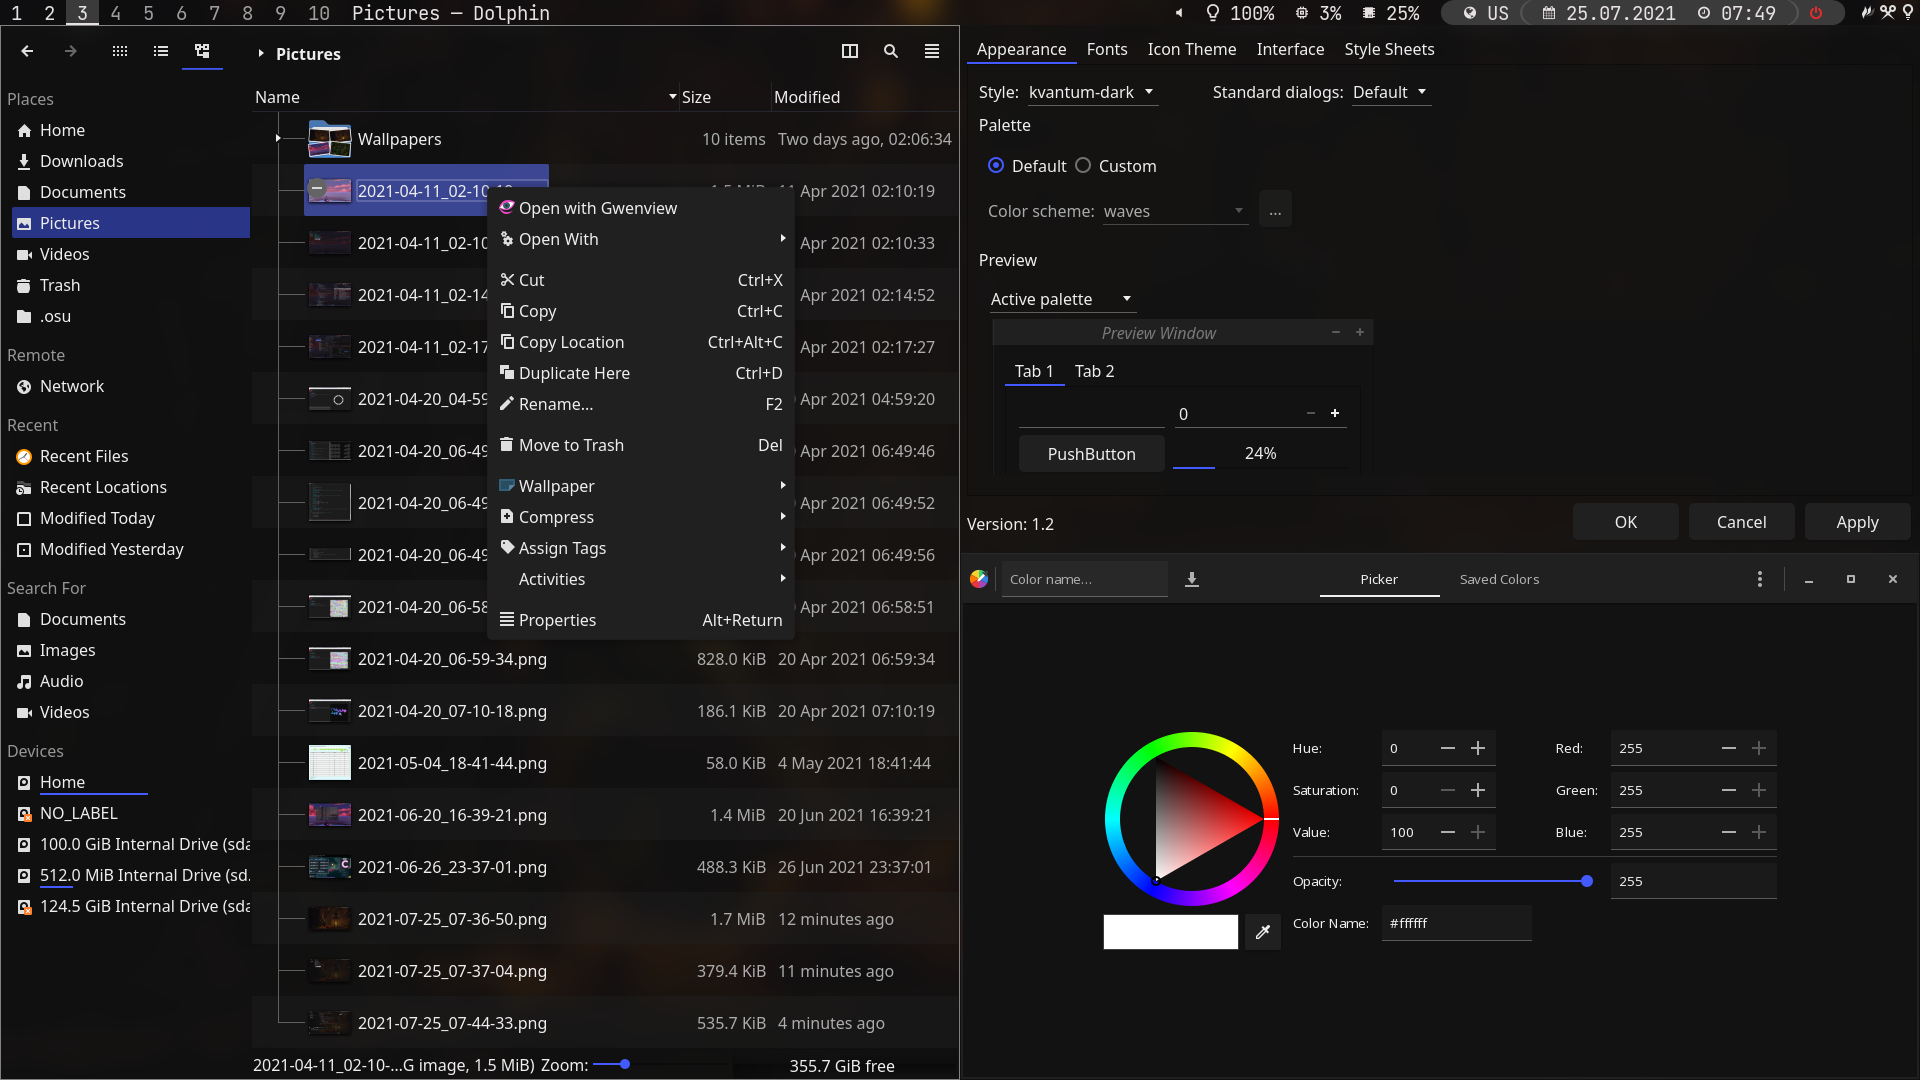 1 2 3 4 5 6 7 8 9 10 Pictures — Dolphin
100% 3% 25% US 25.07.2021 07:49
Pictures
Name Size Modified
Places
Home
Downloads
Documents
Pictures
Videos
Trash
.osu
Remote
Network
Recent
Recent Files
Recent Locations
Modified Today
Modified Yesterday
Search For
Documents
Images
Audio
Videos
Devices
Home
NO_LABEL
100.0 GiB Internal Drive (sda
512.0 MiB Internal Drive (sd.
124.5 GiB Internal Drive (sda
Wallpapers 10 items Two days ago, 02:06:34
2021-04-11_02-10 Apr 2021 02:10:19
2021-04-11_02-10 Apr 2021 02:10:33
2021-04-11_02-14 Apr 2021 02:14:52
2021-04-11_02-17 Apr 2021 02:17:27
2021-04-20_04-59 Apr 2021 04:59:20
2021-04-20_06-49 Apr 2021 06:49:46
2021-04-20_06-49 Apr 2021 06:49:52
2021-04-20_06-49 Apr 2021 06:49:56
2021-04-20_06-58 Apr 2021 06:58:51
2021-04-20_06-59-34.png 828.0 KiB 20 Apr 2021 06:59:34
2021-04-20_07-10-18.png 186.1 KiB 20 Apr 2021 07:10:19
2021-05-04_18-41-44.png 58.0 KiB 4 May 2021 18:41:44
2021-06-20_16-39-21.png 1.4 MiB 20 Jun 2021 16:39:21
2021-06-26_23-37-01.png 488.3 KiB 26 Jun 2021 23:37:01
2021-07-25_07-36-50.png 1.7 MiB 12 minutes ago
2021-07-25_07-37-04.png 379.4 KiB 11 minutes ago
2021-07-25_07-44-33.png 535.7 KiB 4 minutes ago
2021-04-11_02-10-...G image, 1.5 MiB) Zoom: 355.7 GiB free
Open with Gwenview
Open With
Cut Ctrl+X
Copy Ctrl+C
Copy Location Ctrl+Alt+C
Duplicate Here Ctrl+D
Rename... F2
Move to Trash Del
Wallpaper
Compress
Assign Tags
Activities
Properties Alt+Return
Appearance Fonts Icon Theme Interface Style Sheets
Style: kvantum-dark Standard dialogs: Default
Palette
Default Custom
Color scheme: waves ...
Preview
Active palette
Preview Window
Tab 1 Tab 2
0
PushButton 24%
Version: 1.2 OK Cancel Apply
Color name... Picker Saved Colors
Hue: 0 Red: 255
Saturation: 0 Green: 255
Value: 100 Blue: 255
Opacity: 255
Color Name: #ffffff